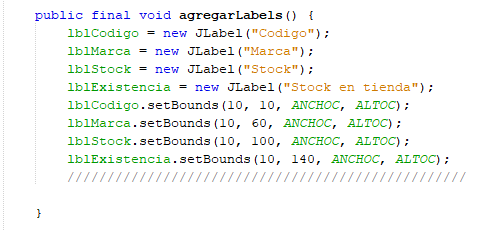 public final void agregarLabels() {
lblCodigo = new JLabel("Codigo");
lblMarca = new JLabel("Marca");
lblStock = new JLabel("Stock");
lblExistencia = new JLabel("Stock en tienda");
lblCodigo.setBounds(10, 10, ANCHOC, ALTOC);
lblMarca.setBounds(10, 60, ANCHOC, ALTOC);
lblStock.setBounds(10, 100, ANCHOC, ALTOC);
lblExistencia.setBounds(10, 140, ANCHOC, ALTOC);
//////////////////////////////////////////////////
}